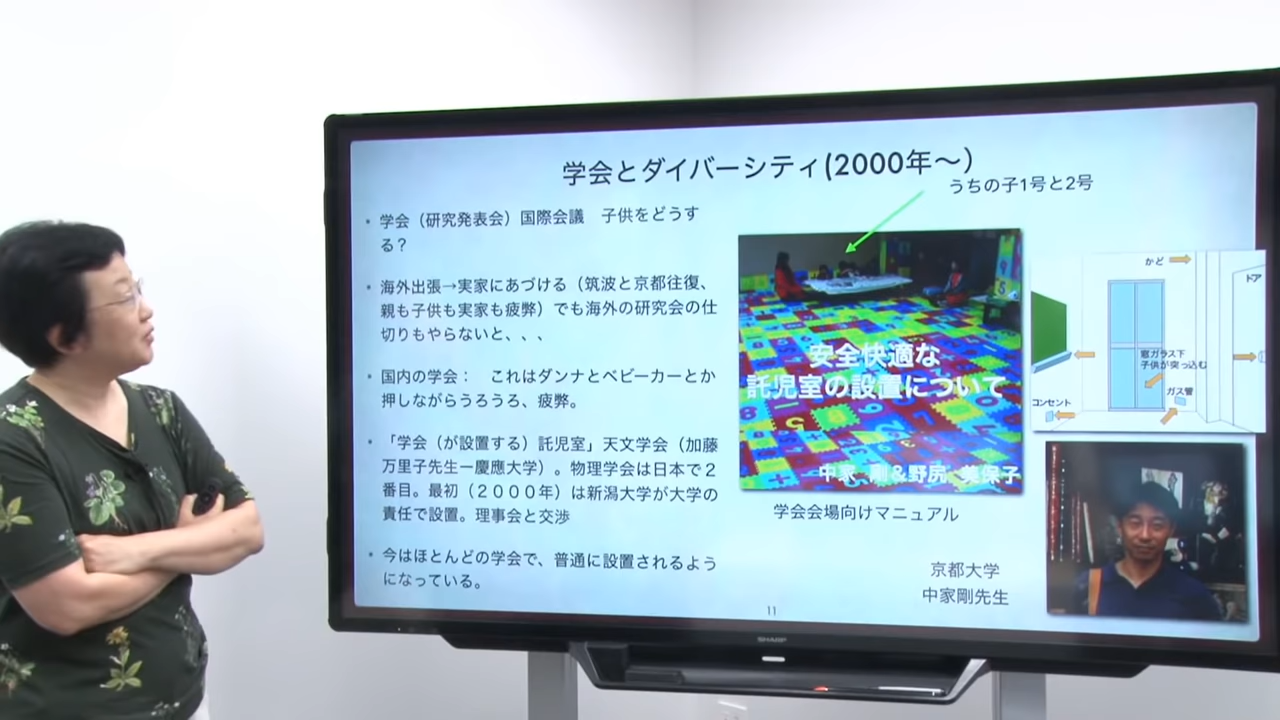 学会とダイバーシティ(2000年〜)
うちの子1号と2号
• 学会（研究発表会）国際会議　子供をどうす
る？
• 海外出張→実家にあづける（筑波と京都往復、
親も子供も実家も疲弊）でも海外の研究会の仕
切りもやらないと、、、
• 国内の学会：　これはダンナとベビーカーとか
押しながらうろうろ、疲弊。
• 「学会（が設置する）託児室」天文学会（加藤
万里子先生ー慶應大学）。物理学会は日本で２
番目。最初（２０００年）は新潟大学が大学の
責任で設置。理事会と交渉
• 今はほとんどの学会で、普通に設置されるよう
になっている。
安全快適な
託児室の設置について
中家 剛＆野尻 美保子
学会会場向けマニュアル
かど
ドア
窓ガラス下
子供が突っ込む
ガス管
コンセント
京都大学
中家剛先生
11
SHARP